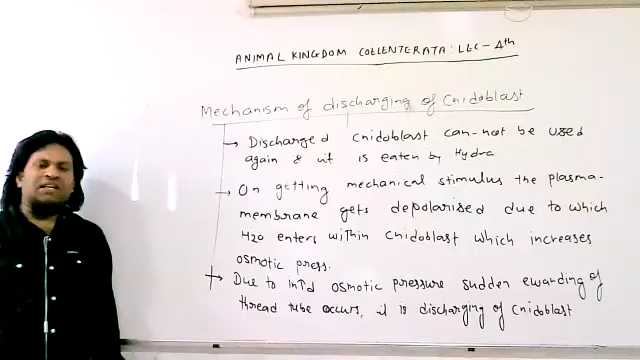 ANIMAL KINGDOM COELENTERATA: LEC-4th
Mechanism of discharging of Cnidoblast
→ Discharged cnidoblast can-not be used
again & it is eaten by Hydra
→ On getting mechanical stimulus the plasma-
membrane gets depolarised due to which
H2O enters within cnidoblast which increases
osmotic press.
→ Due to Int'd osmotic pressure sudden ewarding of
thread tube occurs, it is discharging of Cnidoblast